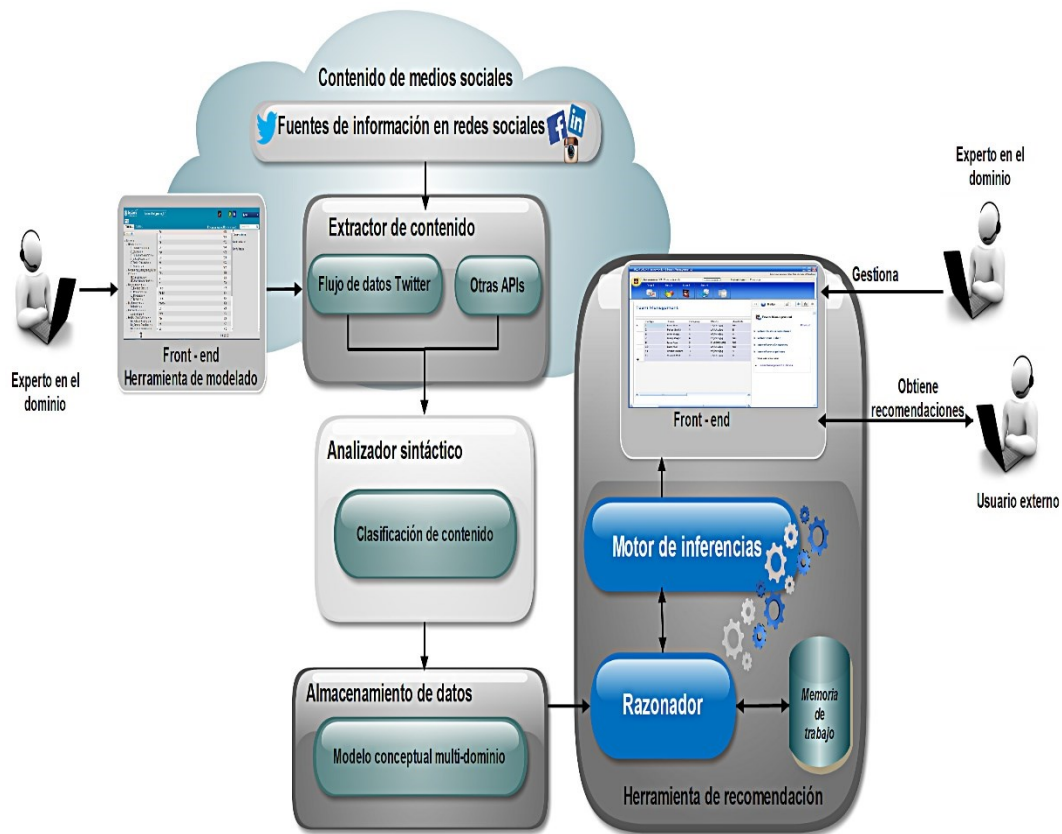 Contenido de medios sociales
Fuentes de información en redes sociales
Experto en el
dominio
Extractor de contenido
Flujo de datos Twitter
Otras APIs
Gestiona
Front - end
Herramienta de modelado
Experto en el
dominio
Obtiene
recomendaciones
Front - end
Analizador sintáctico
Clasificación de contenido
Usuario externo
Motor de inferencias
Almacenamiento de datos
Modelo conceptual multi-dominio
Razonador
Memoria
de
trabajo
Herramienta de recomendación